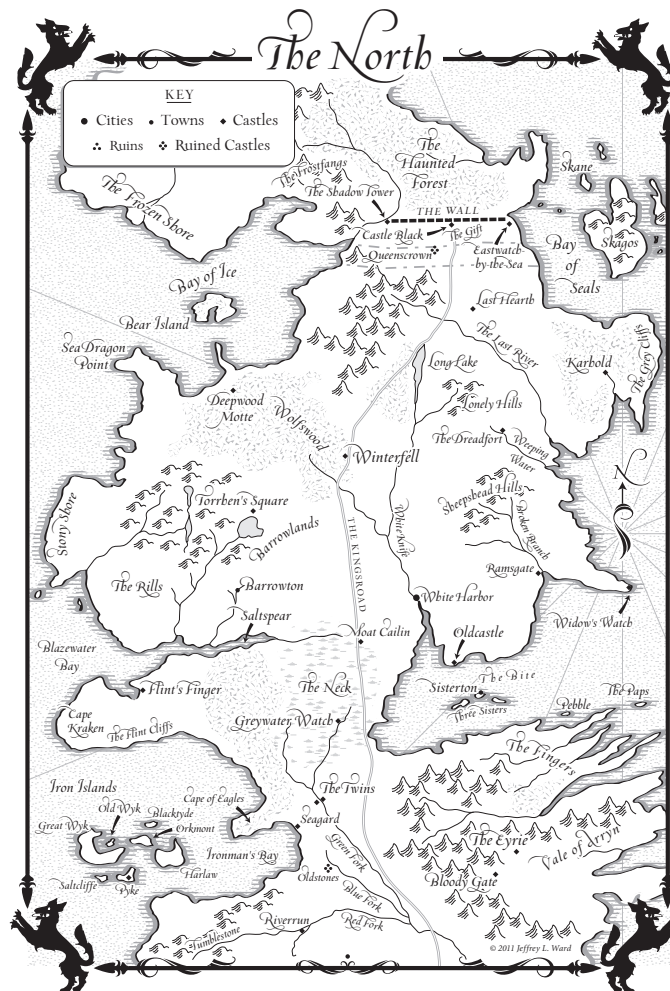 The North
KEY
Cities
Towns
Castles
Ruins
Ruined Castles
The Frozen Shore
The Frostfangs
The Shadow Tower
The
Haunted
Forest
THE WALL
Castle Black
The Gift
Queenscrown
Eastwatch-
by-the-Sea
Skane
Skagos
Bay
of
Seals
Bay of Ice
Bear Island
Sea Dragon
Point
Last Hearth
The Last River
Karhold
The Grey Cliffs
Long Lake
Lonely Hills
Deepwood
Motte
Wolfswood
The Dreadfort
Weeping
Water
Winterfell
N
Stony Shore
Torrhen's Square
Barrowlands
Sheepshead Hills
Broken Branch
White Knife
THE KINGSROAD
The Rills
Barrowton
Ramsgate
White Harbor
Widow's Watch
Saltspear
Moat Cailin
Oldcastle
Blazewater
Bay
Flint's Finger
The Neck
Sisterton
The Bite
Three Sisters
Pebble
The Paps
Cape
Kraken
The Flint Cliffs
Greywater Watch
The Fingers
Iron Islands
Old Wyk
Great Wyk
Blacktyde
Orkmont
Cape of Eagles
The Twins
Seagard
Ironman's Bay
Harlaw
Saltcliffe
Pyke
Green Fork
Oldstones
Blue Fork
Red Fork
Riverrun
Tumblestone
The Eyrie
Vale of Arryn
Bloody Gate
© 2011 Jeffrey L. Ward